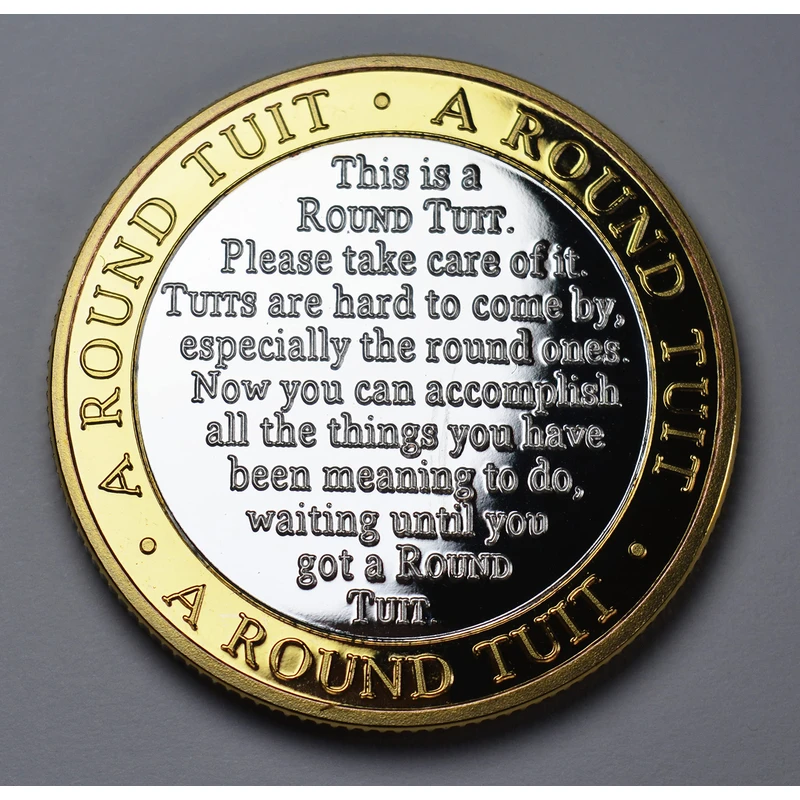 This is a
ROUND TUIT.
Please take care of it.
TUITS are hard to come by,
especially the round ones.
Now you can accomplish
all the things you have
been meaning to do,
waiting until you
got a ROUND
TUIT
A ROUND TUIT •
A ROUND TUIT •
A ROUND TUIT •